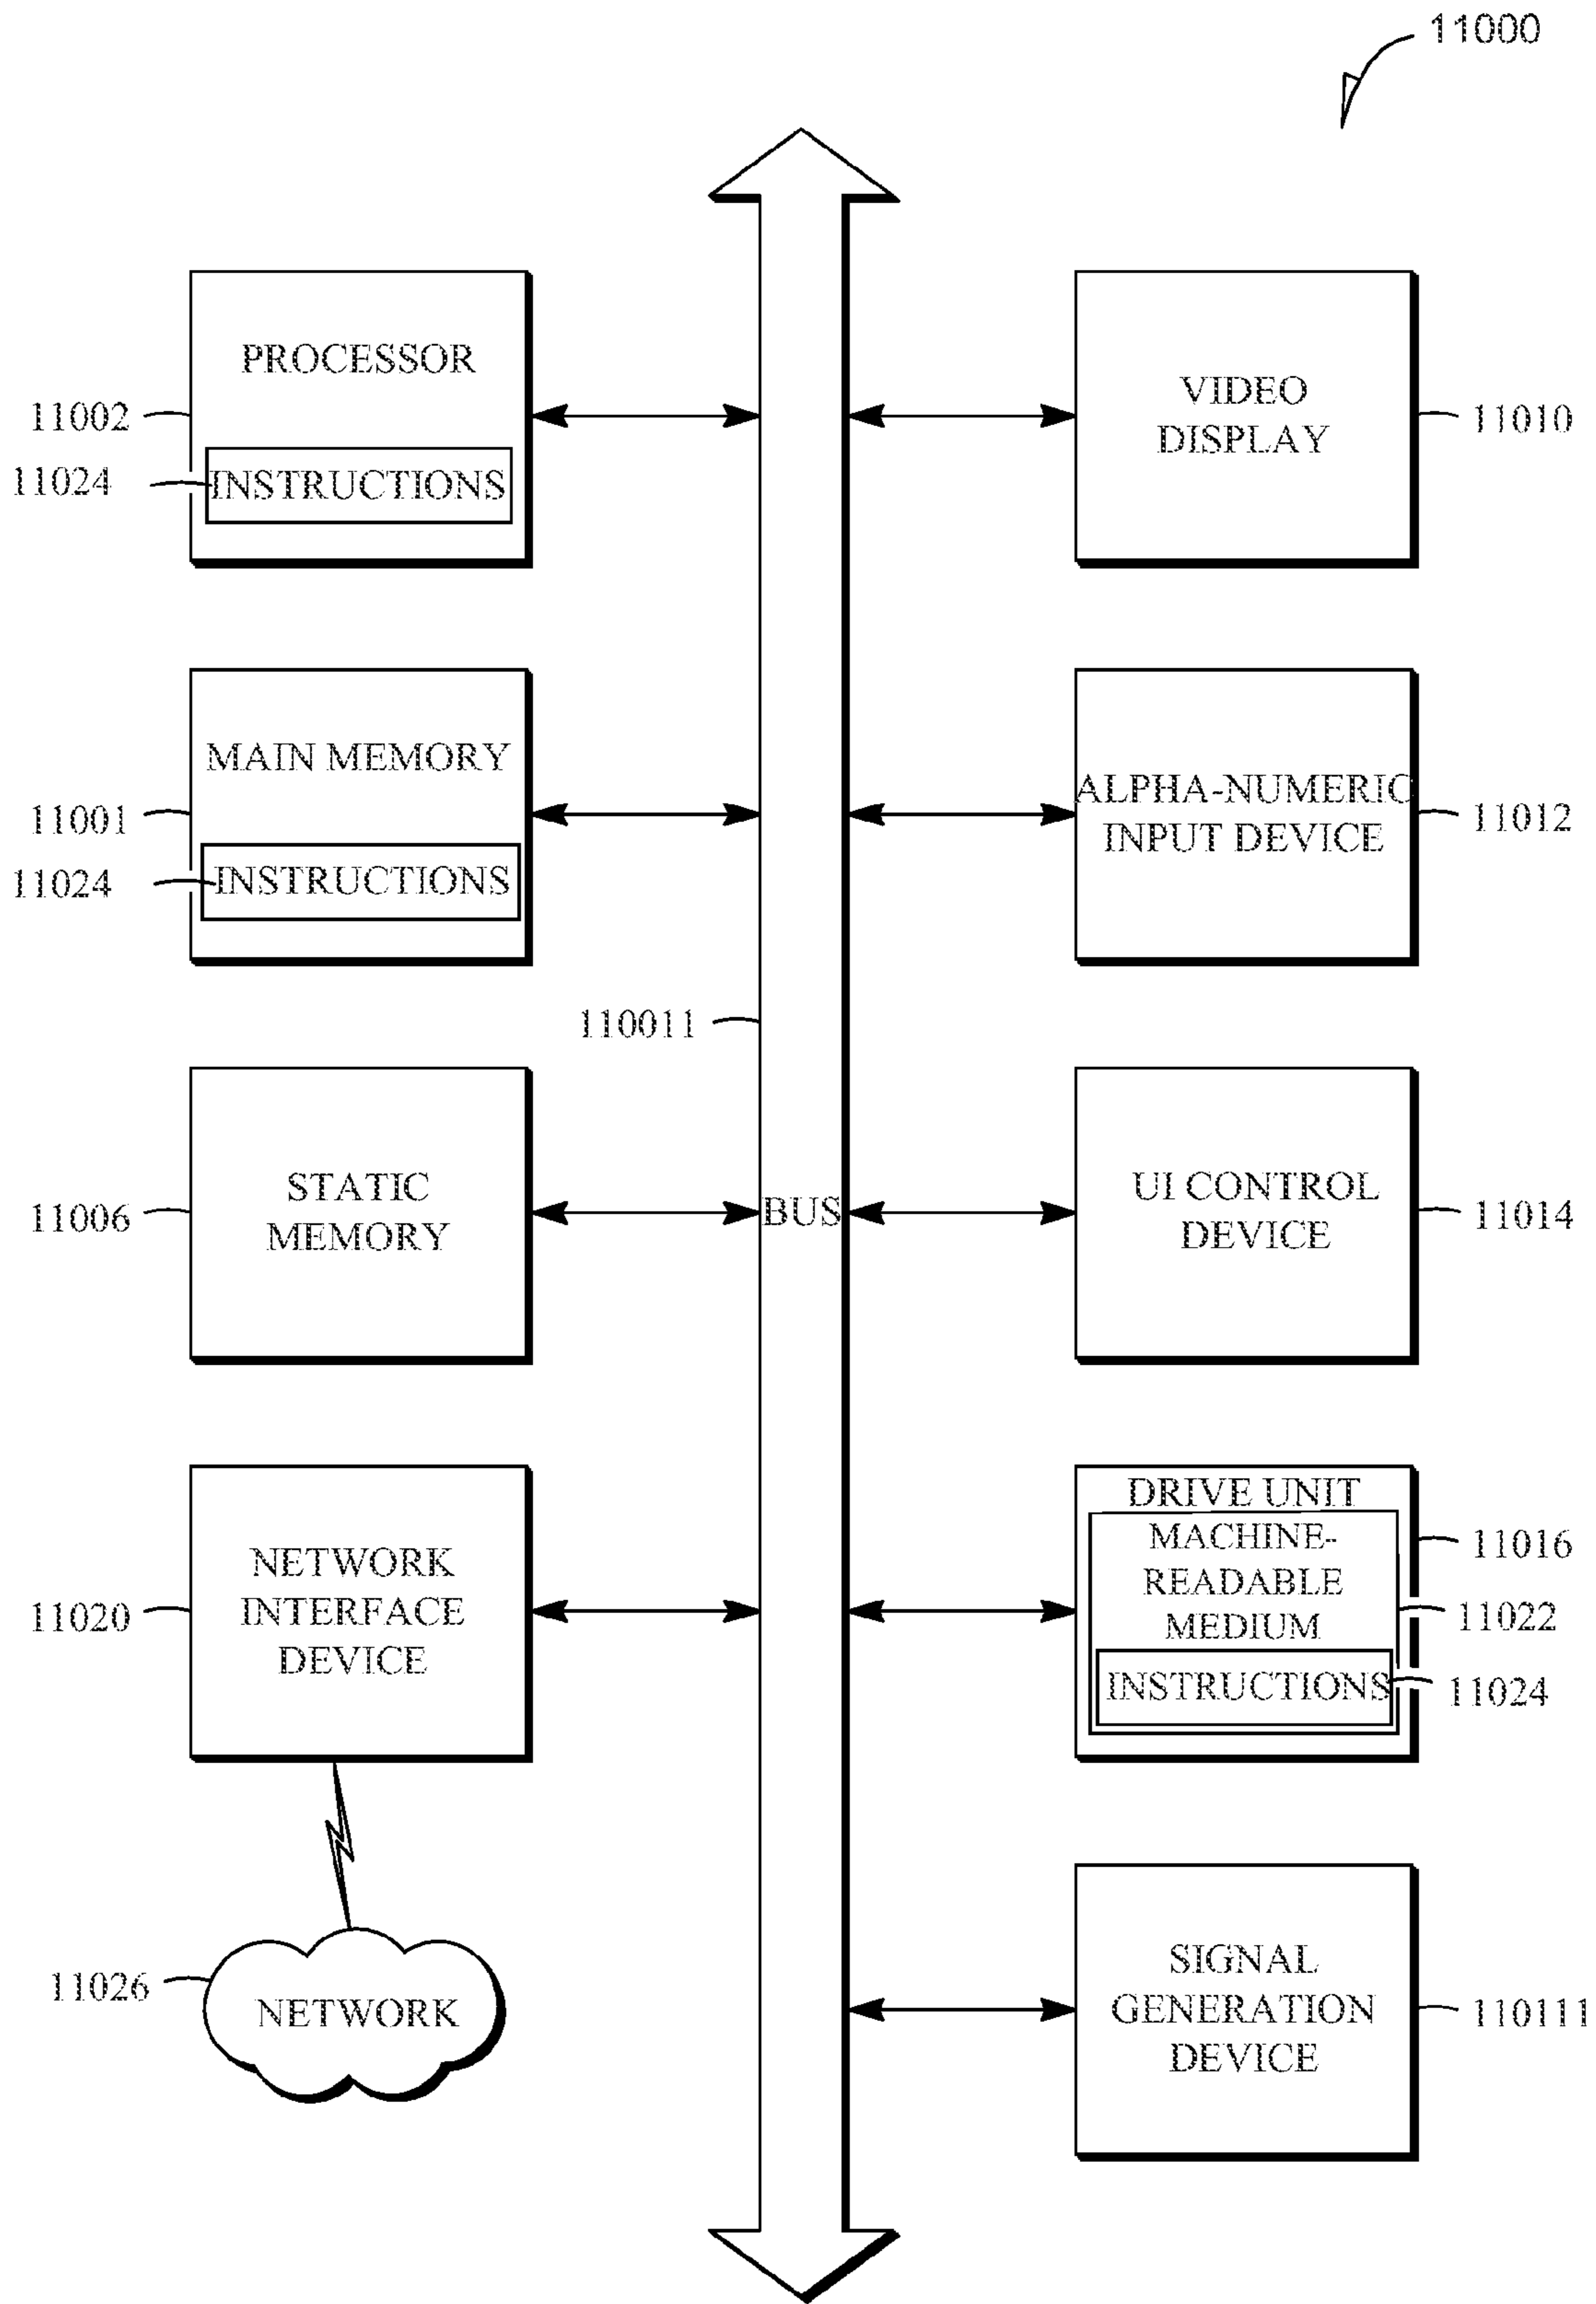 11000
PROCESSOR
11002
11024
INSTRUCTIONS
VIDEO
DISPLAY
11010
MAIN MEMORY
11001
11024
INSTRUCTIONS
ALPHA-NUMERIC
INPUT DEVICE
11012
110011
STATIC
MEMORY
11006
BUS
UI CONTROL
DEVICE
11014
NETWORK
INTERFACE
DEVICE
11020
DRIVE UNIT
MACHINE-
READABLE
MEDIUM
INSTRUCTIONS
11016
11022
11024
11026
NETWORK
SIGNAL
GENERATION
DEVICE
110111